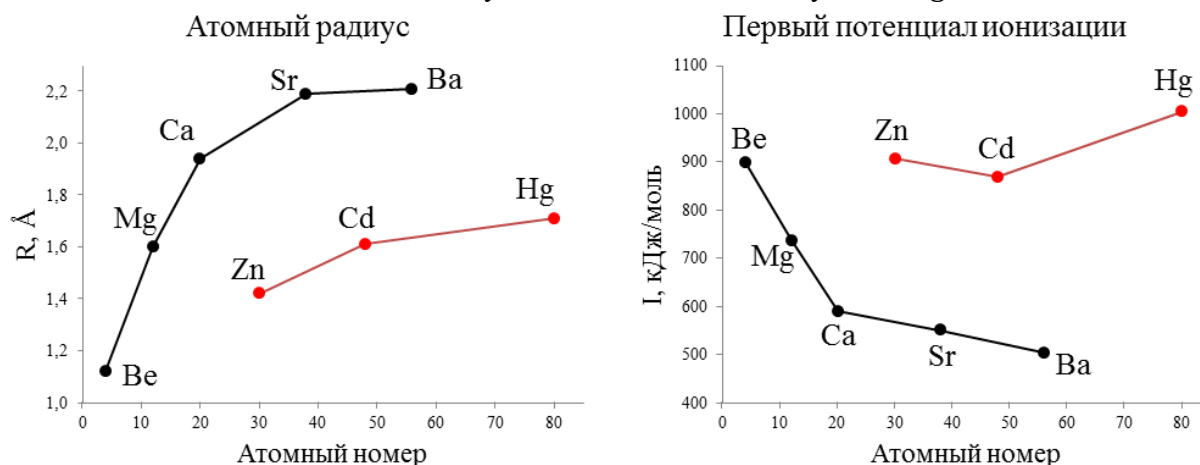 Атомный радиус
2,2
2,0
1,8
1,6
1,4
1,2
1,0
R, Å
Be
Mg
Ca
Sr
Ba
Zn
Cd
Hg
0 10 20 30 40 50 60 70 80
Атомный номер
Первый потенциал ионизации
1100
1000
900
800
700
600
500
400
I, кДж/моль
Be
Mg
Ca
Sr
Ba
Zn
Cd
Hg
0 10 20 30 40 50 60 70 80
Атомный номер